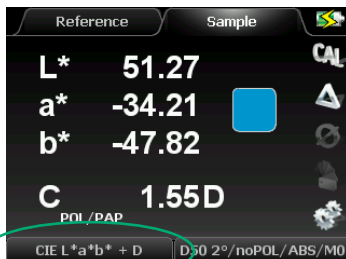 Reference Sample
CAL
L* 51.27
a* -34.21
b* -47.82
C 1.55D
POL/PAP
CIE L*a*b* + D D50 2°/noPOL/ABS/M0